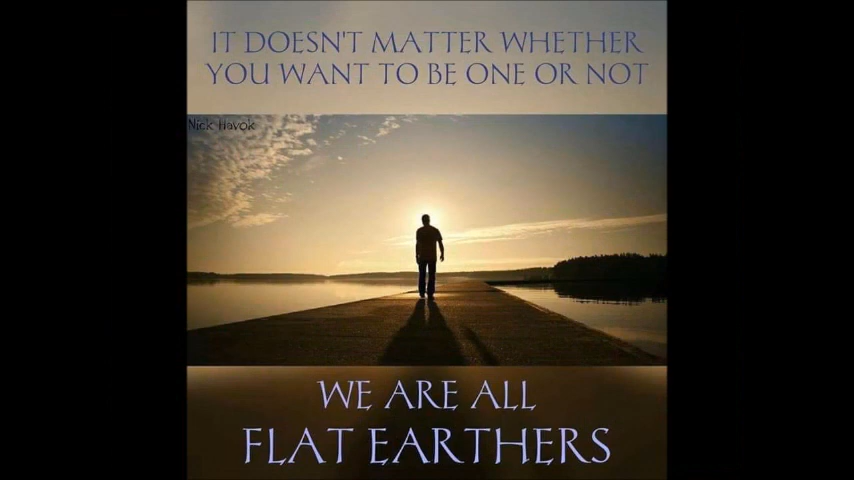 IT DOESN'T MATTER WHETHER
YOU WANT TO BE ONE OR NOT
Nick Havok
WE ARE ALL
FLAT EARTHERS